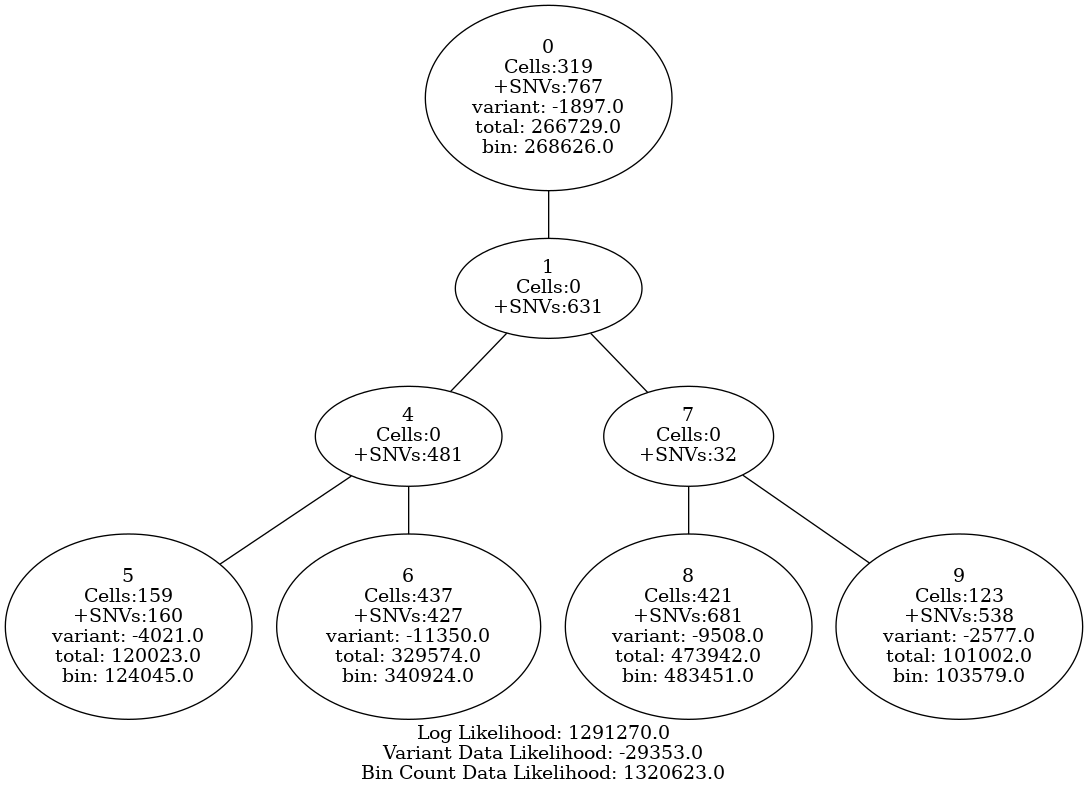 0
Cells:319
+SNVs:767
variant: -1897.0
total: 266729.0
bin: 268626.0
1
Cells:0
+SNVs:631
4
Cells:0
+SNVs:481
7
Cells:0
+SNVs:32
5
Cells:159
+SNVs:160
variant: -4021.0
total: 120023.0
bin: 124045.0
6
Cells:437
+SNVs:427
variant: -11350.0
total: 329574.0
bin: 340924.0
8
Cells:421
+SNVs:681
variant: -9508.0
total: 473942.0
bin: 483451.0
9
Cells:123
+SNVs:538
variant: -2577.0
total: 101002.0
bin: 103579.0
Log Likelihood: 1291270.0
Variant Data Likelihood: -29353.0
Bin Count Data Likelihood: 1320623.0